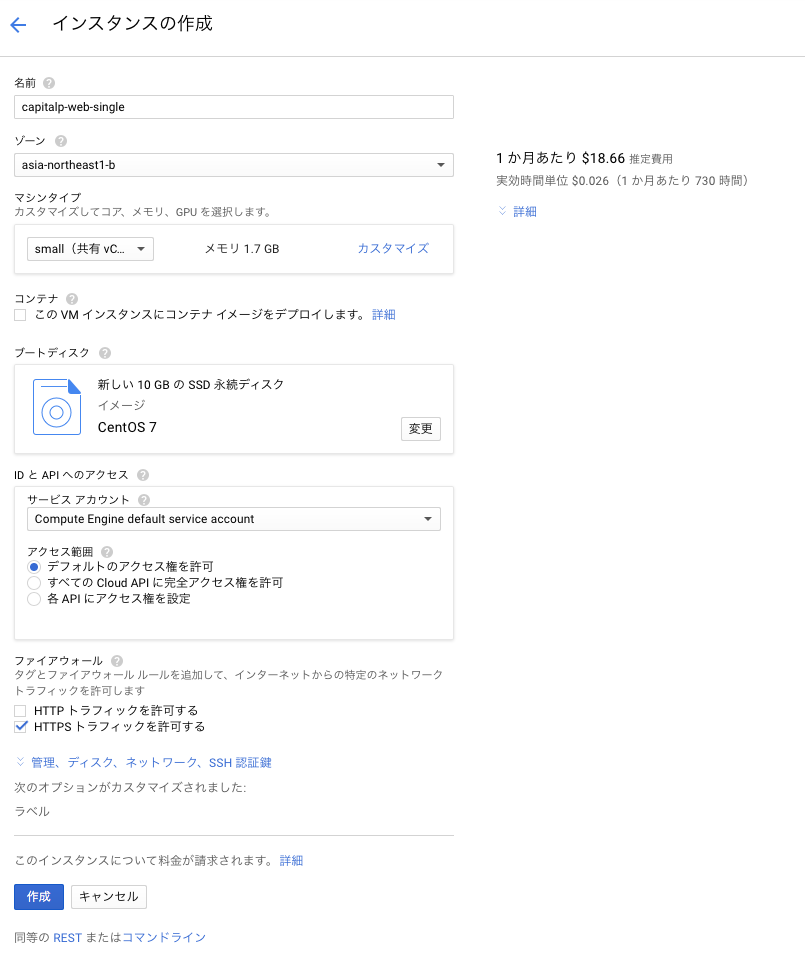 インスタンスの作成
名前
capitalp-web-single
ゾーン
asia-northeast1-b
1 か月あたり $18.66 推定費用
実効時間単位 $0.026（1 か月あたり 730 時間）
詳細
マシンタイプ
カスタマイズしてコア、メモリ、GPU を選択します。
small（共有 vC... メモリ 1.7 GB カスタマイズ
コンテナ
この VM インスタンスにコンテナ イメージをデプロイします。 詳細
ブートディスク
新しい 10 GB の SSD 永続ディスク
イメージ
CentOS 7
変更
ID と API へのアクセス
サービス アカウント
Compute Engine default service account
アクセス範囲
デフォルトのアクセス権を許可
すべての Cloud API に完全アクセス権を許可
各 API にアクセス権を設定
ファイアウォール
タグとファイアウォール ルールを追加して、インターネットからの特定のネットワーク
トラフィックを許可します
HTTP トラフィックを許可する
HTTPS トラフィックを許可する
管理、ディスク、ネットワーク、SSH 認証鍵
次のオプションがカスタマイズされました:
ラベル
このインスタンスについて料金が請求されます。 詳細
作成 キャンセル
同等の REST またはコマンドライン